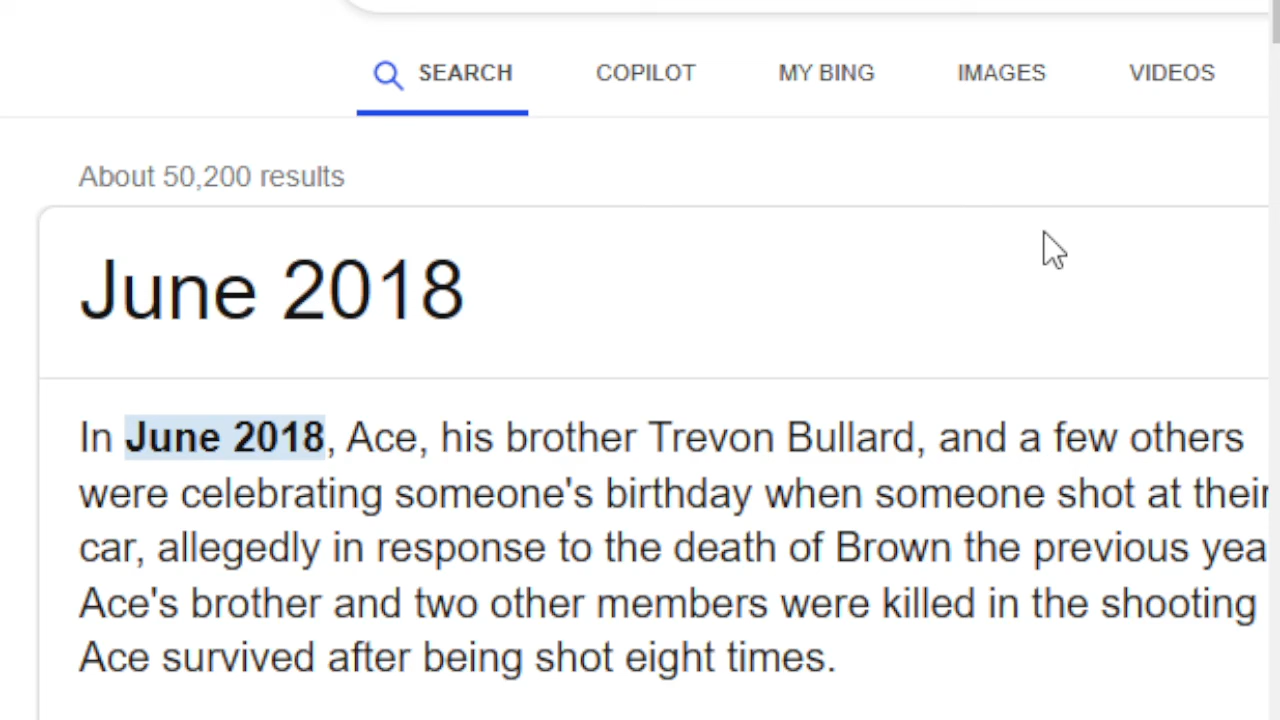 SEARCH COPILOT MY BING IMAGES VIDEOS
About 50,200 results
June 2018
In June 2018, Ace, his brother Trevon Bullard, and a few others
were celebrating someone's birthday when someone shot at their
car, allegedly in response to the death of Brown the previous yea
Ace's brother and two other members were killed in the shooting
Ace survived after being shot eight times.